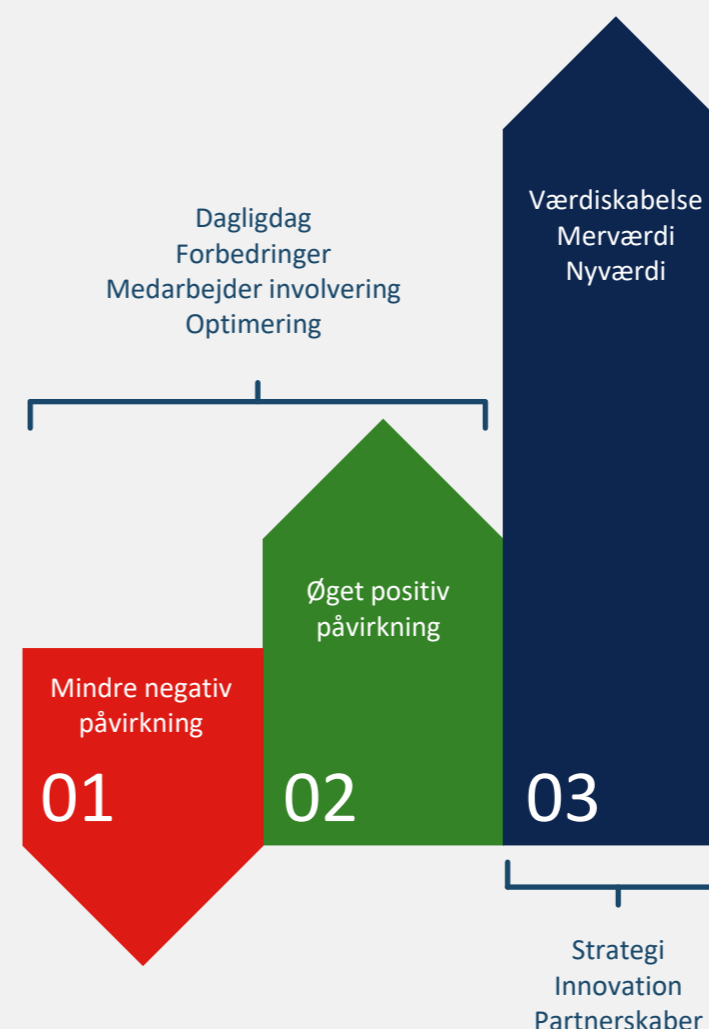 Dagligdag
Forbedringer
Medarbejder involvering
Optimering
Værdiskabelse
Merværdi
Nyværdi
Øget positiv
påvirkning
Mindre negativ
påvirkning
01
02
03
Strategi
Innovation
Partnerskaber